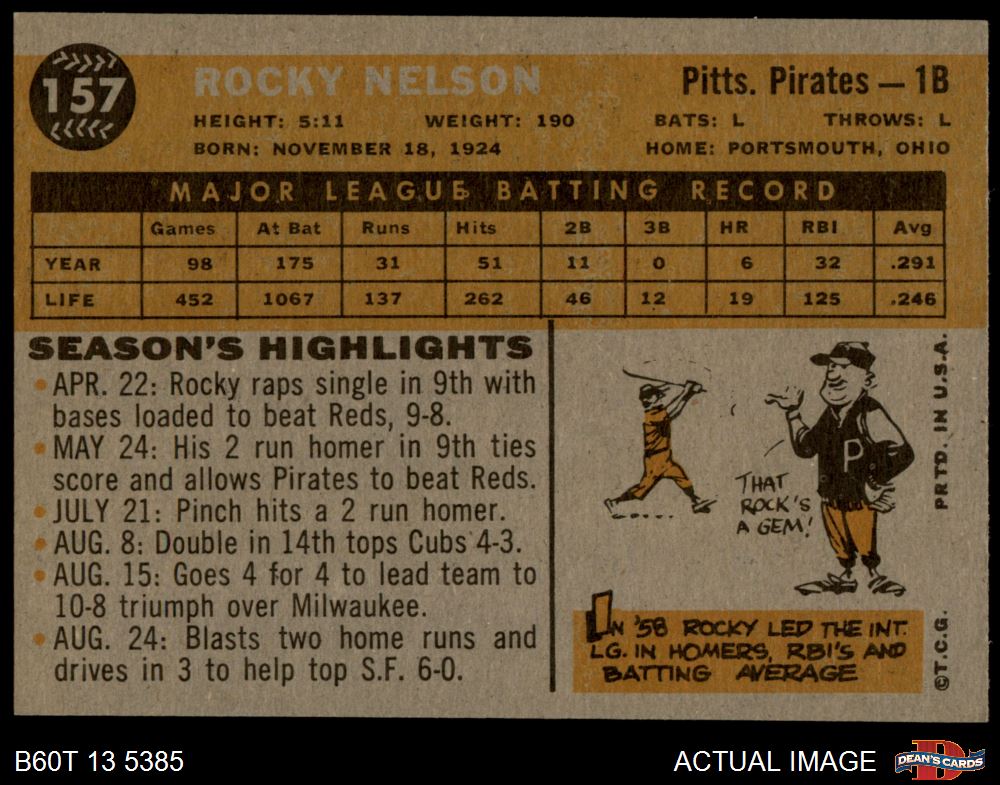 157
ROCKY NELSON
Pitts. Pirates — 1B
HEIGHT: 5:11 WEIGHT: 190 BATS: L THROWS: L
BORN: NOVEMBER 18, 1924 HOME: PORTSMOUTH, OHIO
MAJOR LEAGUE BATTING RECORD
Games At Bat Runs Hits 2B 3B HR RBI Avg
YEAR 98 175 31 51 11 0 6 32 .291
LIFE 452 1067 137 262 46 12 19 125 .246
SEASON'S HIGHLIGHTS
• APR. 22: Rocky raps single in 9th with
bases loaded to beat Reds, 9-8.
• MAY 24: His 2 run homer in 9th ties
score and allows Pirates to beat Reds.
• JULY 21: Pinch hits a 2 run homer.
• AUG. 8: Double in 14th tops Cubs 4-3.
• AUG. 15: Goes 4 for 4 to lead team to
10-8 triumph over Milwaukee.
• AUG. 24: Blasts two home runs and
drives in 3 to help top S.F. 6-0.
THAT
ROCK'S
A GEM!
P
IN '58 ROCKY LED THE INT.
LG. IN HOMERS, RBI'S AND
BATTING AVERAGE
©T.C.G. PRTD. IN U.S.A.
B60T 13 5385
ACTUAL IMAGE
D
DEAN'S CARDS